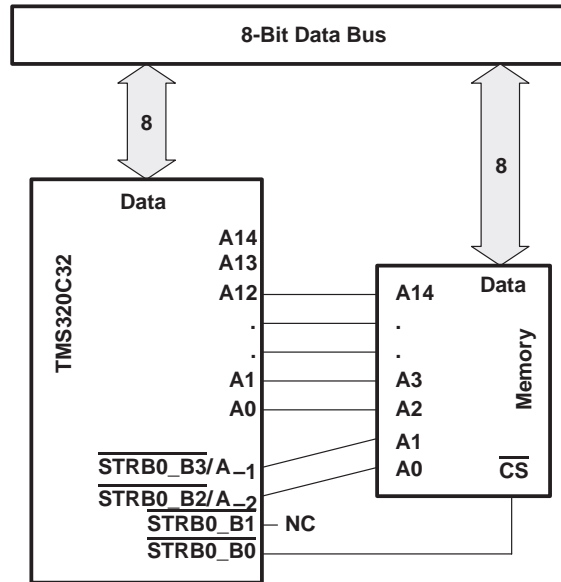 8-Bit Data Bus
8
8
Data
TMS320C32
A14
A13
A12
.
.
A1
A0
STRB0_B3/A–1
STRB0_B2/A–2
STRB0_B1
NC
STRB0_B0
Data
Memory
A14
.
.
A3
A2
A1
A0
CS